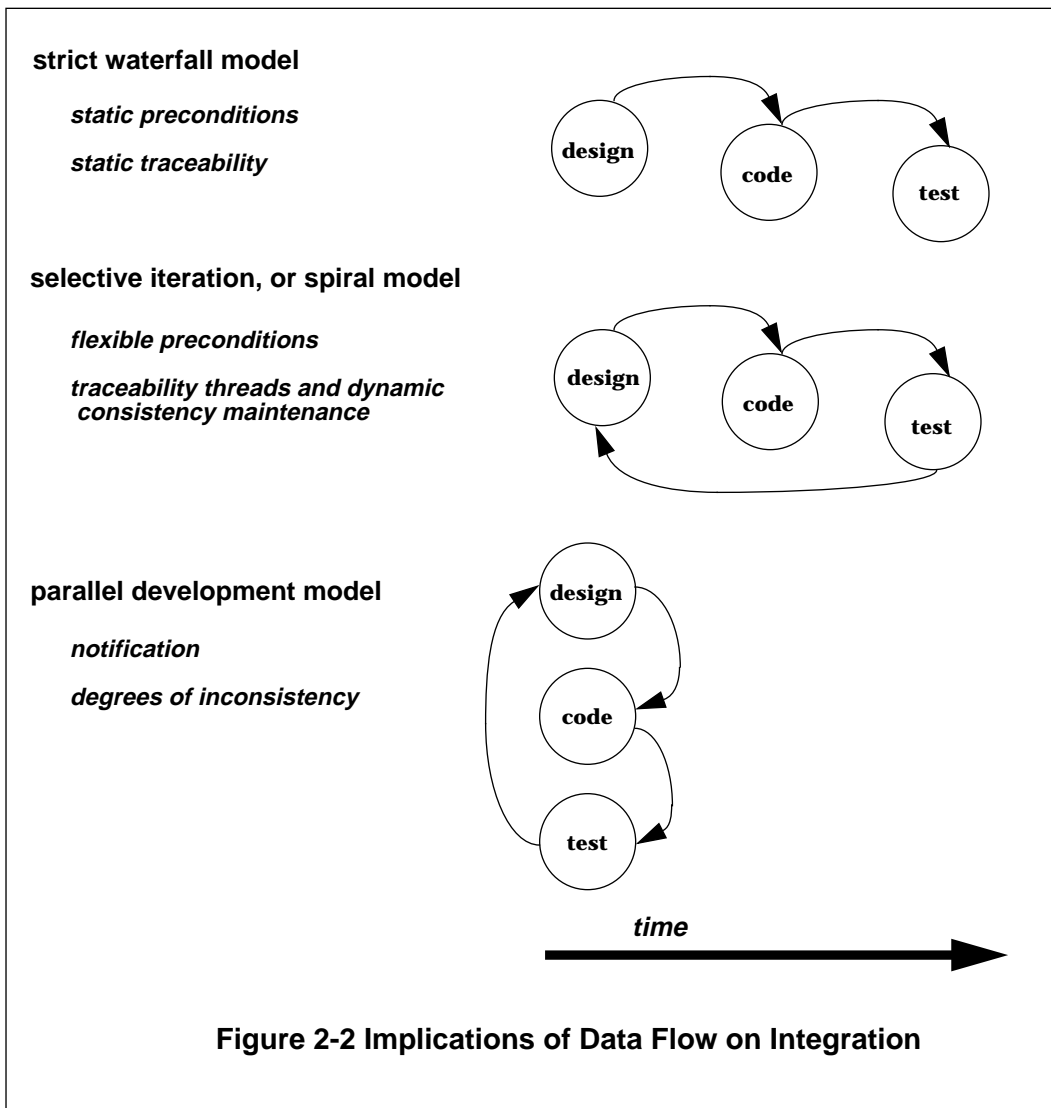 strict waterfall model
static preconditions
static traceability
design
code
test
selective iteration, or spiral model
flexible preconditions
traceability threads and dynamic
consistency maintenance
design
code
test
parallel development model
notification
degrees of inconsistency
design
code
test
time
Figure 2-2 Implications of Data Flow on Integration